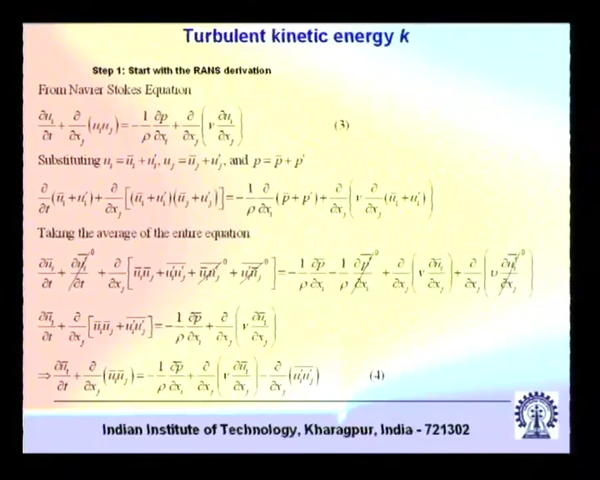 Turbulent kinetic energy k
Step 1: Start with the RANS derivation
From Navier Stokes Equation
∂u_i/∂t + ∂/∂x_j (u_i u_j) = -1/ρ ∂p/∂x_i + ∂/∂x_j (ν ∂u_i/∂x_j) (3)
Substituting u_i = ū_i + u'_i, u_j = ū_j + u'_j, and p = p̄ + p'
∂/∂t (ū_i + u'_i) + ∂/∂x_j [(ū_i + u'_i)(ū_j + u'_j)] = -1/ρ ∂/∂x_i (p̄ + p') + ∂/∂x_j {ν ∂/∂x_j (ū_i + u'_i)}
Taking the average of the entire equation
∂ū_i/∂t + ∂u̅'_i/∂t⁰ + ∂/∂x_j [ū_i ū_j + \overline{u'_i u'_j} + \overline{ū_i u'_j}⁰ + \overline{u'_i ū_j}⁰] = -1/ρ ∂p̄/∂x_i - 1/ρ ∂p̅'/∂x_i⁰ + ∂/∂x_j (ν ∂ū_i/∂x_j) + ∂/∂x_j (υ ∂u̅'_i/∂x_j⁰)
∂ū_i/∂t + ∂/∂x_j [ū_i ū_j + \overline{u'_i u'_j}] = -1/ρ ∂p̄/∂x_i + ∂/∂x_j (ν ∂ū_i/∂x_j)
⇒ ∂ū_i/∂t + ∂/∂x_j (ū_i ū_j) = -1/ρ ∂p̄/∂x_i + ∂/∂x_j (ν ∂ū_i/∂x_j) - ∂/∂x_j (\overline{u'_i u'_j}) (4)
Indian Institute of Technology, Kharagpur, India - 721302